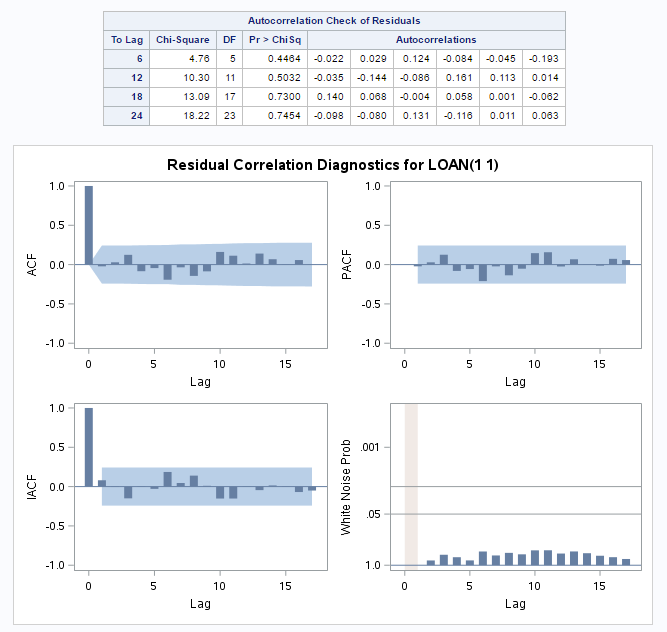 Autocorrelation Check of Residuals
To Lag Chi-Square DF Pr > ChiSq Autocorrelations
6 4.76 5 0.4464 -0.022 0.029 0.124 -0.084 -0.045 -0.193
12 10.30 11 0.5032 -0.035 -0.144 -0.086 0.161 0.113 0.014
18 13.09 17 0.7300 0.140 0.068 -0.004 0.058 0.001 -0.062
24 18.22 23 0.7454 -0.098 -0.080 0.131 -0.116 0.011 0.063
Residual Correlation Diagnostics for LOAN(1 1)
1.0
0.5
0.0
-0.5
-1.0
ACF
0 5 10 15
Lag
1.0
0.5
0.0
-0.5
-1.0
PACF
0 5 10 15
Lag
1.0
0.5
0.0
-0.5
-1.0
IACF
0 5 10 15
Lag
.001
.05
1.0
White Noise Prob
0 5 10 15
Lag